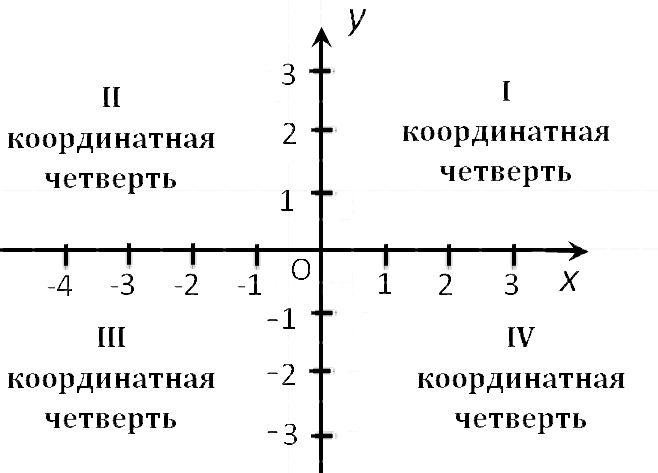 y
II
координатная
четверть
I
координатная
четверть
3
2
1
-4 -3 -2 -1 O 1 2 3 x
-1
-2
-3
III
координатная
четверть
IV
координатная
четверть